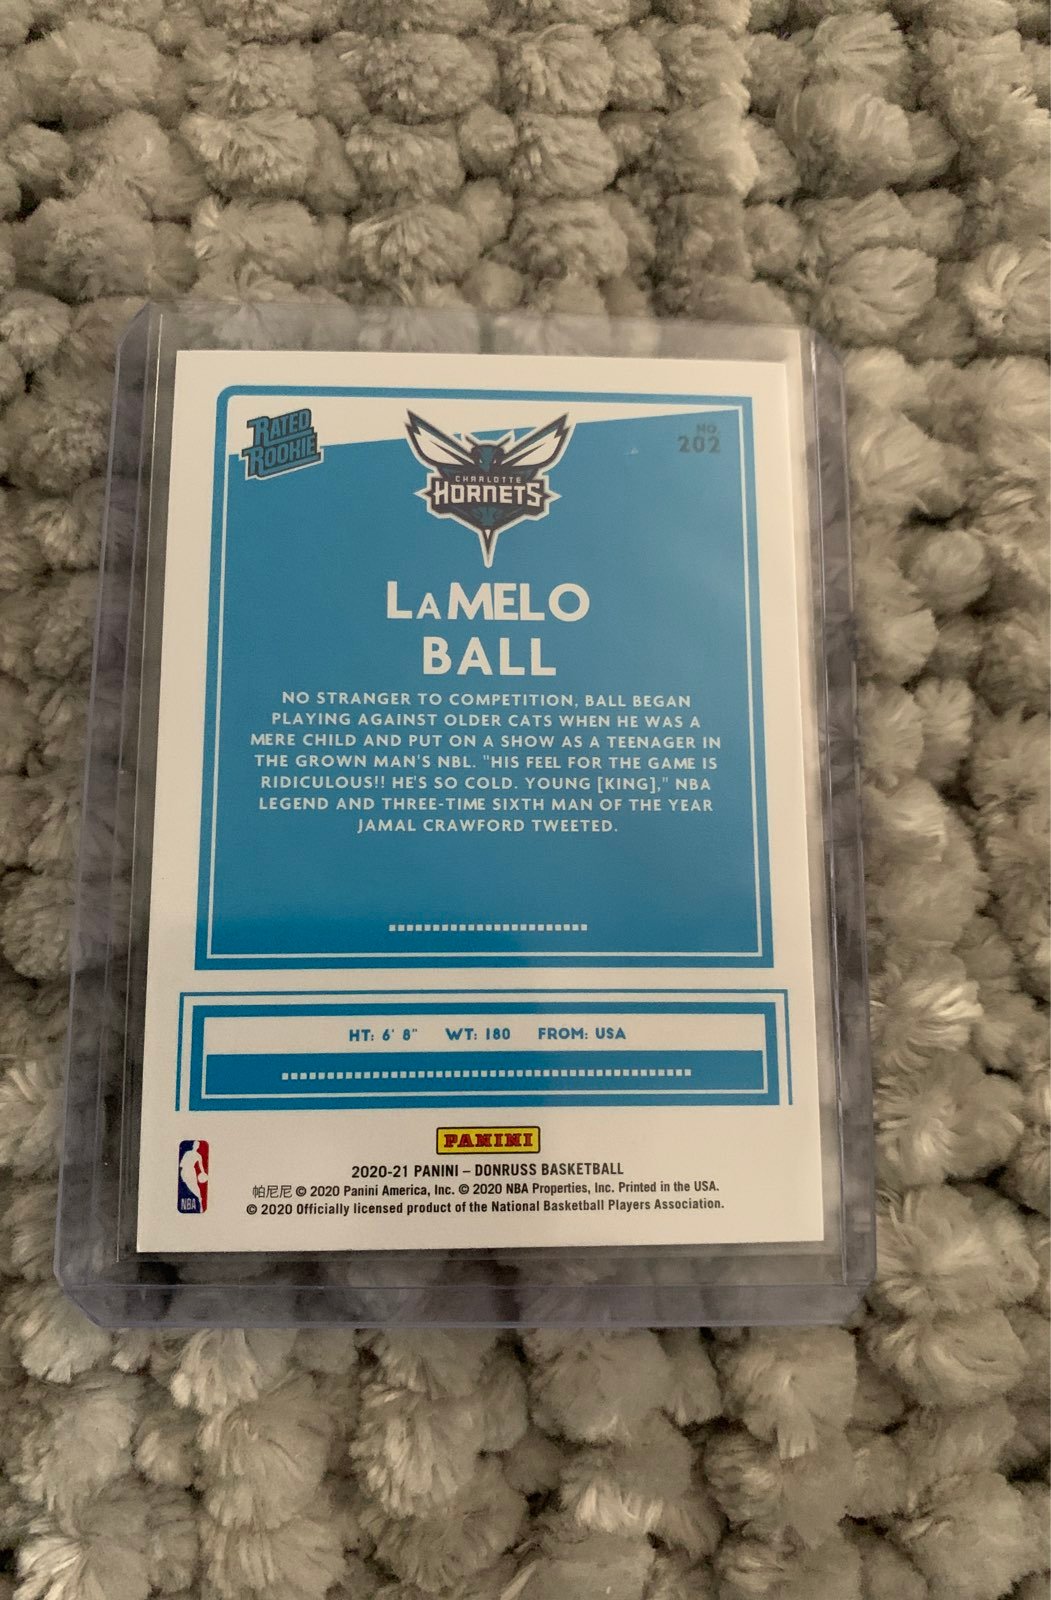 RATED
ROOKIE
NO.
202
CHARLOTTE
HORNETS
LaMELO
BALL
NO STRANGER TO COMPETITION, BALL BEGAN
PLAYING AGAINST OLDER CATS WHEN HE WAS A
MERE CHILD AND PUT ON A SHOW AS A TEENAGER IN
THE GROWN MAN'S NBL. "HIS FEEL FOR THE GAME IS
RIDICULOUS!! HE'S SO COLD. YOUNG [KING]," NBA
LEGEND AND THREE-TIME SIXTH MAN OF THE YEAR
JAMAL CRAWFORD TWEETED.
HT: 6' 8" WT: 180 FROM: USA
PANINI
NBA
2020-21 PANINI – DONRUSS BASKETBALL
帕尼尼 © 2020 Panini America, Inc. © 2020 NBA Properties, Inc. Printed in the USA.
© 2020 Officially licensed product of the National Basketball Players Association.